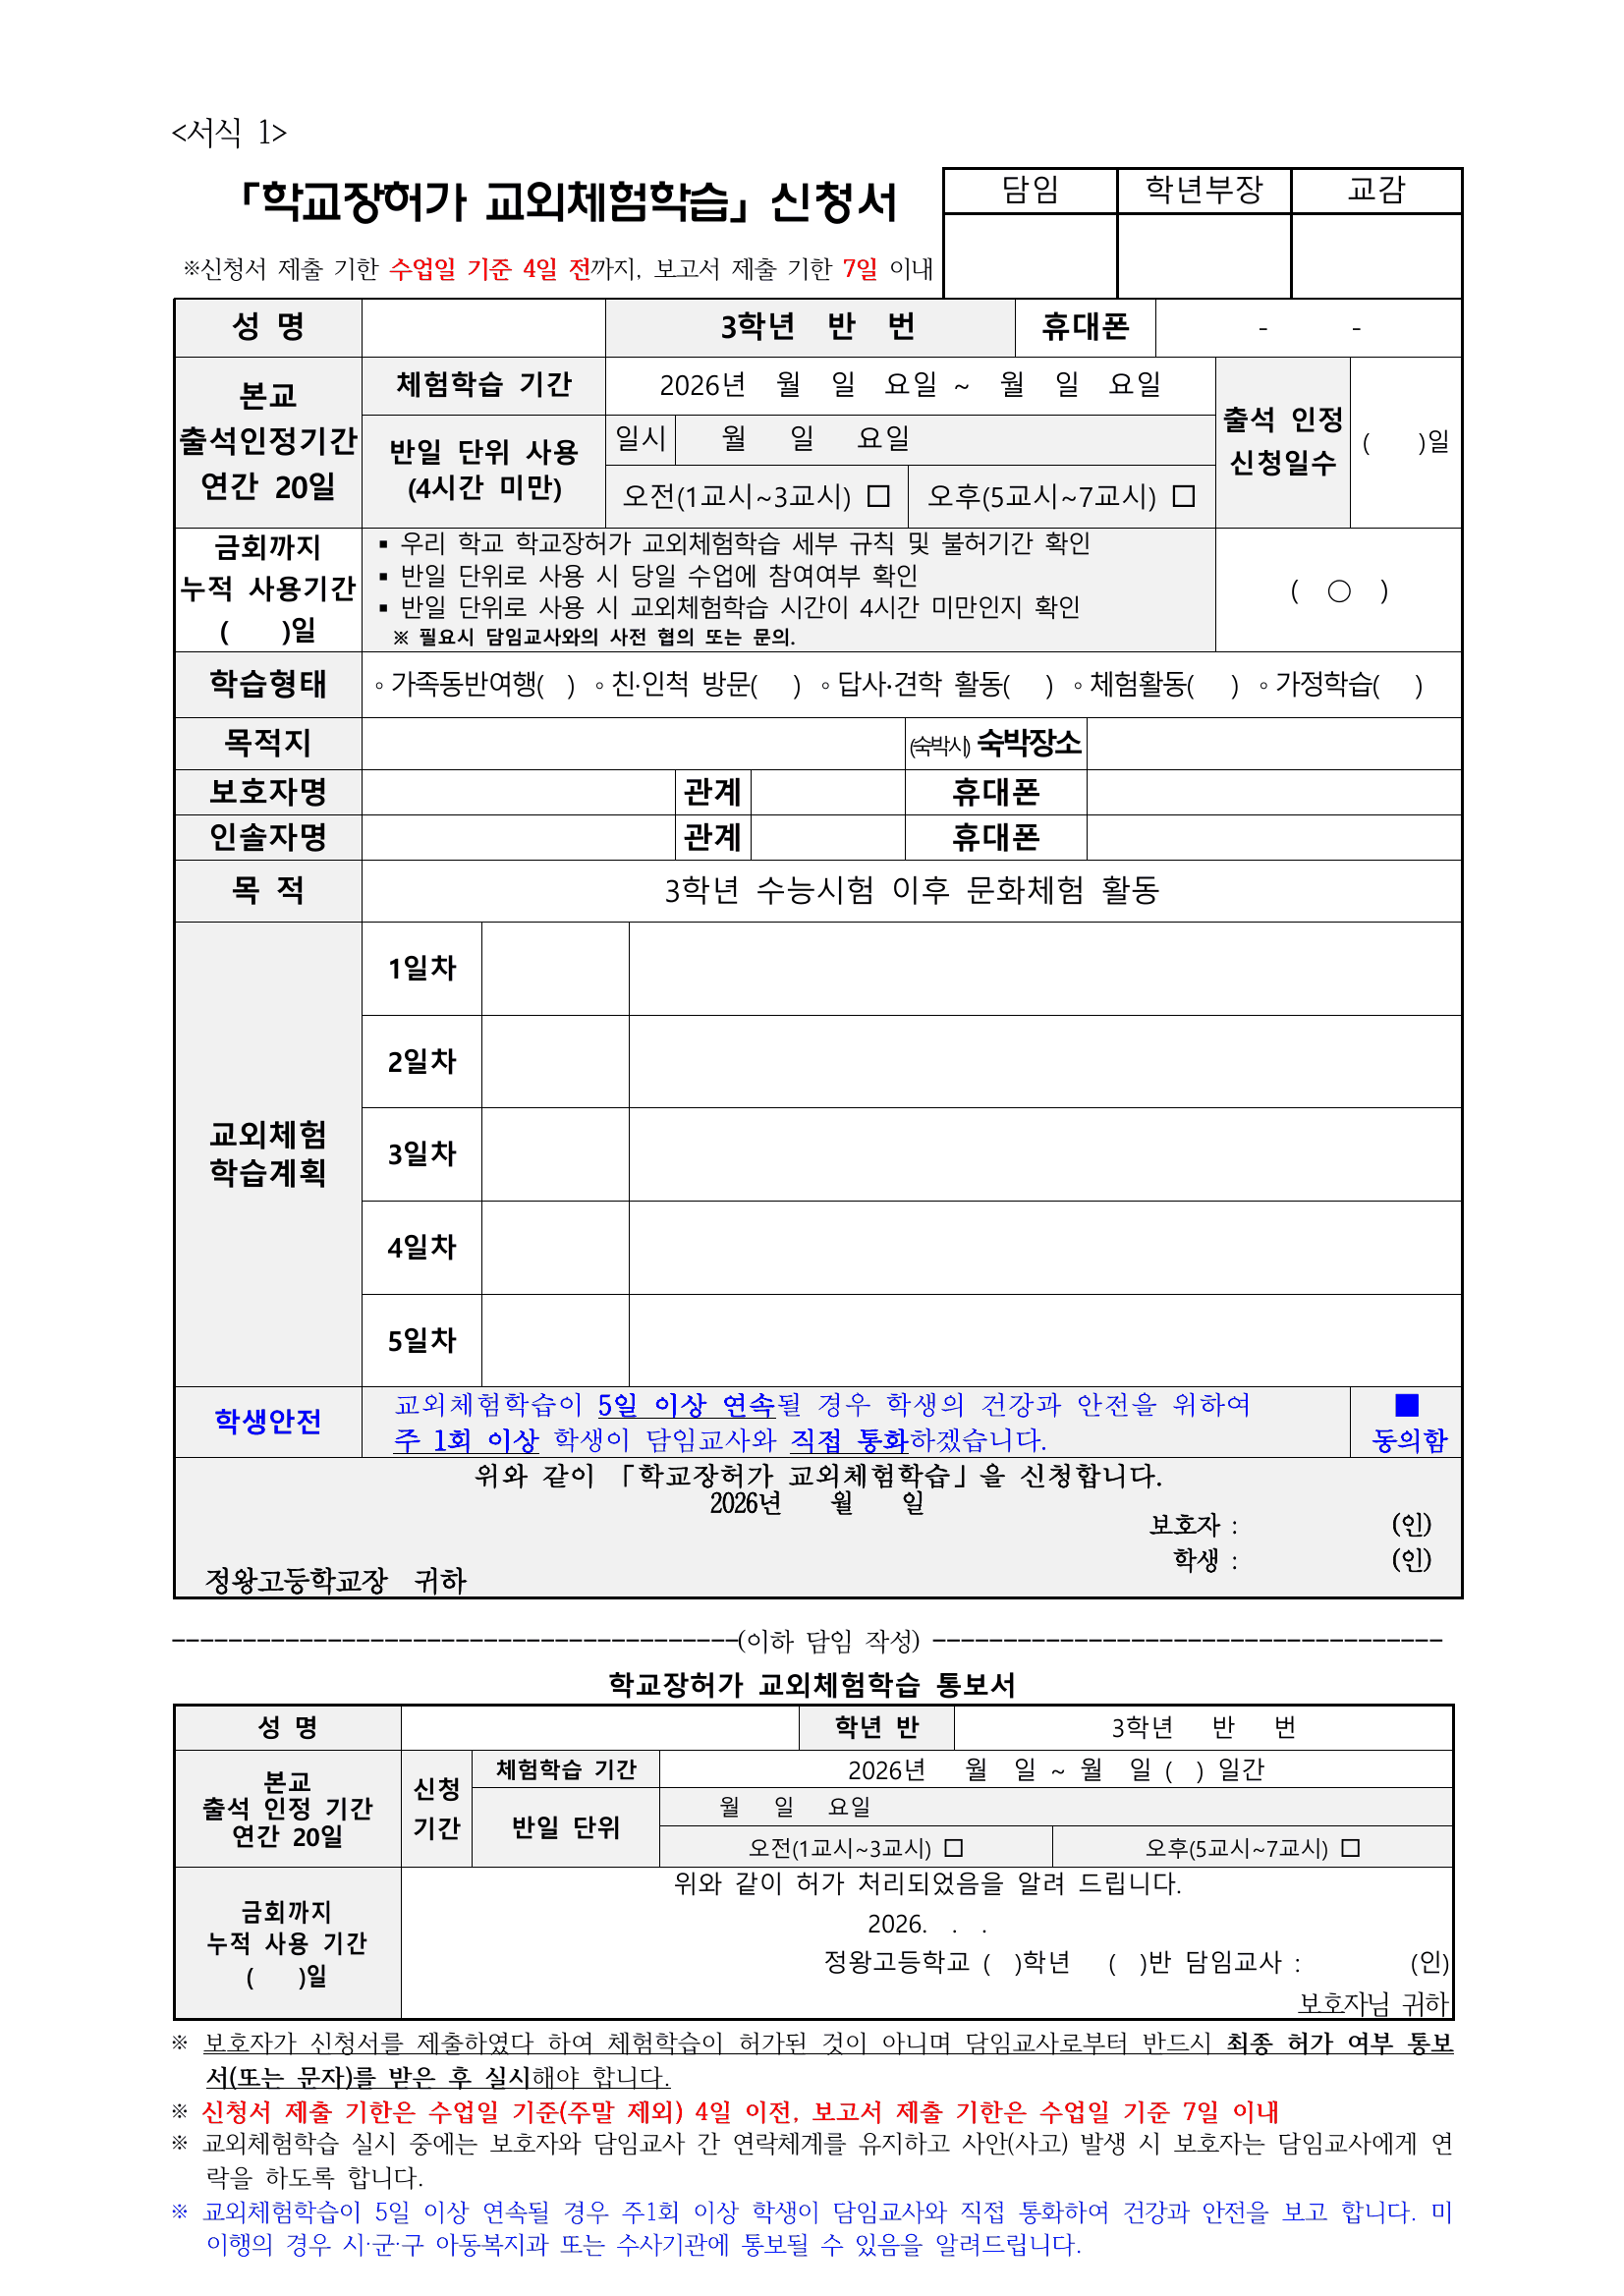 <서식 1>
「학교장허가 교외체험학습」 신청서
담임 학년부장 교감
※신청서 제출 기한 수업일 기준 4일 전까지, 보고서 제출 기한 7일 이내
성 명 3학년 반 번 휴대폰 - -
본교
출석인정기간
연간 20일
체험학습 기간 2026년 월 일 요일 ~ 월 일 요일
반일 단위 사용
(4시간 미만)
일시 월 일 요일
오전(1교시~3교시) □ 오후(5교시~7교시) □
출석 인정
신청일수
( )일
금회까지
누적 사용기간
( )일
▪ 우리 학교 학교장허가 교외체험학습 세부 규칙 및 불허기간 확인
▪ 반일 단위로 사용 시 당일 수업에 참여여부 확인
▪ 반일 단위로 사용 시 교외체험학습 시간이 4시간 미만인지 확인
※ 필요시 담임교사와의 사전 협의 또는 문의.
( ○ )
학습형태 ◦가족동반여행( ) ◦친·인척 방문( ) ◦답사·견학 활동( ) ◦체험활동( ) ◦가정학습( )
목적지 (숙박시) 숙박장소
보호자명 관계 휴대폰
인솔자명 관계 휴대폰
목 적 3학년 수능시험 이후 문화체험 활동
교외체험
학습계획
1일차
2일차
3일차
4일차
5일차
학생안전
교외체험학습이 5일 이상 연속될 경우 학생의 건강과 안전을 위하여
주 1회 이상 학생이 담임교사와 직접 통화하겠습니다.
■
동의함
위와 같이 「학교장허가 교외체험학습」을 신청합니다.
2026년 월 일
보호자 : (인)
학생 : (인)
정왕고등학교장 귀하
----------------------------------------(이하 담임 작성) ------------------------------------
학교장허가 교외체험학습 통보서
성 명 학년 반 3학년 반 번
본교
출석 인정 기간
연간 20일
신청
기간
체험학습 기간 2026년 월 일 ~ 월 일 ( ) 일간
반일 단위
월 일 요일
오전(1교시~3교시) □ 오후(5교시~7교시) □
금회까지
누적 사용 기간
( )일
위와 같이 허가 처리되었음을 알려 드립니다.
2026. . .
정왕고등학교 ( )학년 ( )반 담임교사 : (인)
보호자님 귀하
※ 보호자가 신청서를 제출하였다 하여 체험학습이 허가된 것이 아니며 담임교사로부터 반드시 최종 허가 여부 통보
서(또는 문자)를 받은 후 실시해야 합니다.
※ 신청서 제출 기한은 수업일 기준(주말 제외) 4일 이전, 보고서 제출 기한은 수업일 기준 7일 이내
※ 교외체험학습 실시 중에는 보호자와 담임교사 간 연락체계를 유지하고 사안(사고) 발생 시 보호자는 담임교사에게 연
락을 하도록 합니다.
※ 교외체험학습이 5일 이상 연속될 경우 주1회 이상 학생이 담임교사와 직접 통화하여 건강과 안전을 보고 합니다. 미
이행의 경우 시·군·구 아동복지과 또는 수사기관에 통보될 수 있음을 알려드립니다.